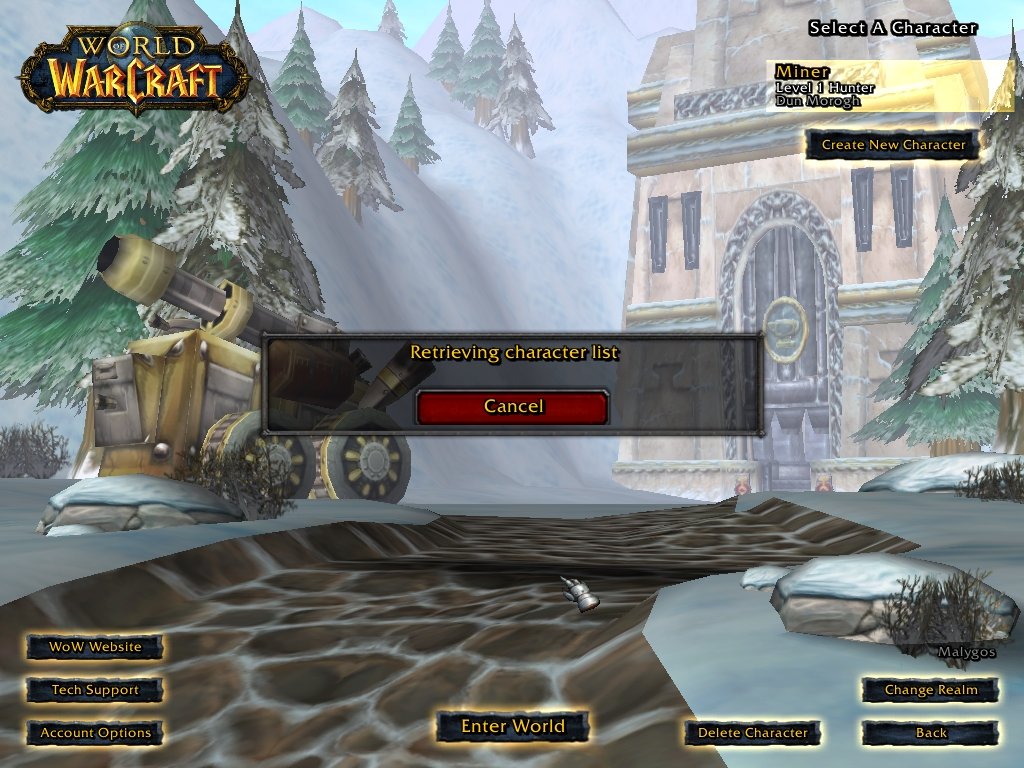 WORLD
OF
WARCRAFT
Select A Character
Miner
Level 1 Hunter
Dun Morogh
Create New Character
Retrieving character list
Cancel
Malygos
WoW Website
Tech Support
Account Options
Enter World
Change Realm
Delete Character
Back